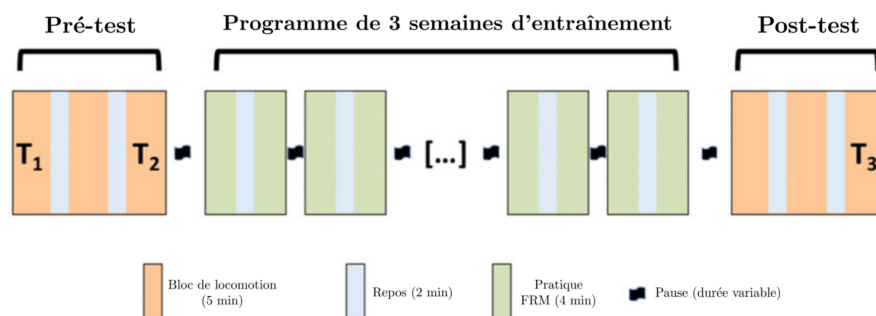 Pré-test
Programme de 3 semaines d'entraînement
Post-test
T1
T2
[...]
T3
Bloc de locomotion
(5 min)
Repos (2 min)
Pratique
FRM (4 min)
Pause (durée variable)